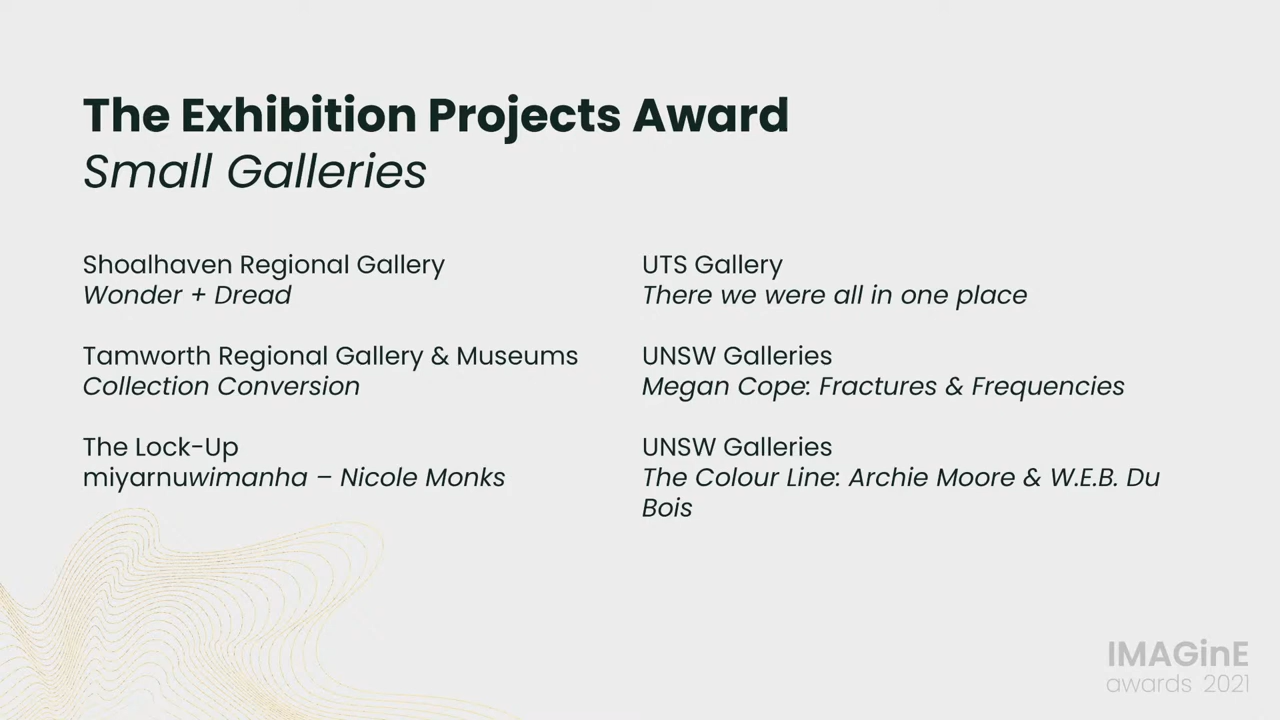 The Exhibition Projects Award
Small Galleries
Shoalhaven Regional Gallery
Wonder + Dread
Tamworth Regional Gallery & Museums
Collection Conversion
The Lock-Up
miyarnuwimanha – Nicole Monks
UTS Gallery
There we were all in one place
UNSW Galleries
Megan Cope: Fractures & Frequencies
UNSW Galleries
The Colour Line: Archie Moore & W.E.B. Du
Bois
IMAGinE
awards 2021